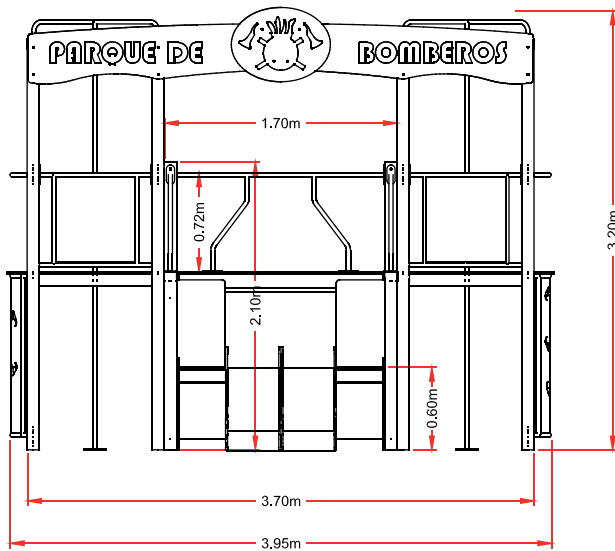 PARQUE DE BOMBEROS
1.70m
0.72m
2.10m
3.20m
0.60m
3.70m
3.95m